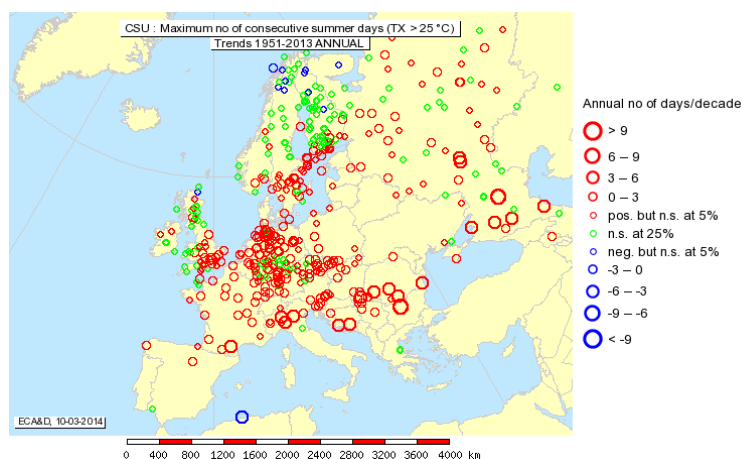 CSU : Maximum no of consecutive summer days (TX > 25 °C)
Trends 1951-2013 ANNUAL
Annual no of days/decade
> 9
6 – 9
3 – 6
0 – 3
pos. but n.s. at 5%
n.s. at 25%
neg. but n.s. at 5%
-3 – 0
-6 – -3
-9 – -6
< -9
ECA&D, 10-03-2014
0 400 800 1200 1600 2000 2400 2800 3200 3600 4000 km